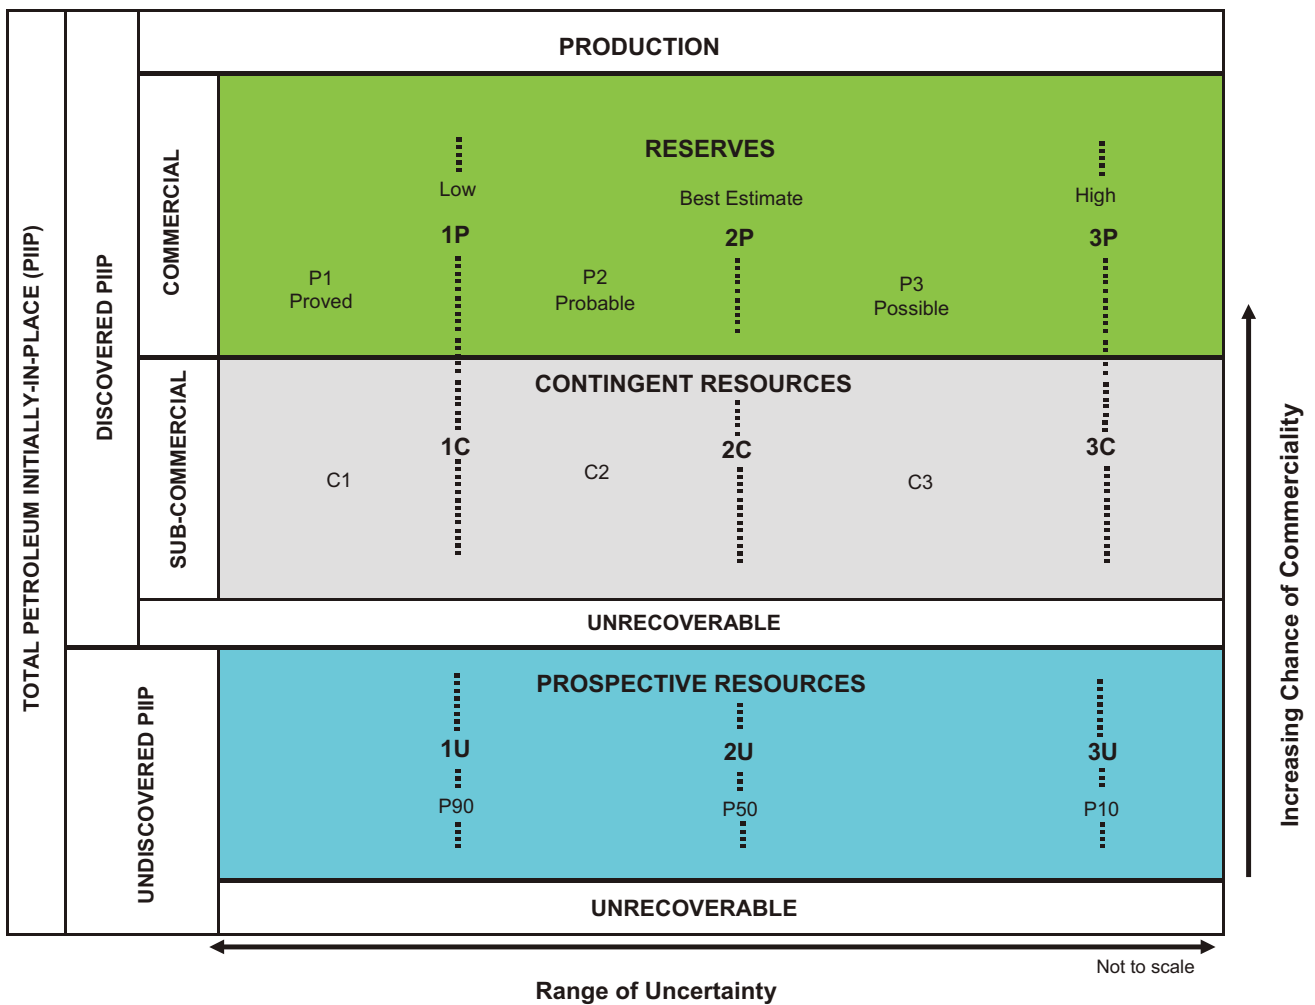 TOTAL PETROLEUM INITIALLY-IN-PLACE (PIIP)
DISCOVERED PIIP
UNDISCOVERED PIIP
COMMERCIAL
SUB-COMMERCIAL
PRODUCTION
RESERVES
Low
Best Estimate
High
1P
2P
3P
P1
Proved
P2
Probable
P3
Possible
CONTINGENT RESOURCES
1C
2C
3C
C1
C2
C3
UNRECOVERABLE
PROSPECTIVE RESOURCES
1U
2U
3U
P90
P50
P10
UNRECOVERABLE
Not to scale
Range of Uncertainty
Increasing Chance of Commerciality